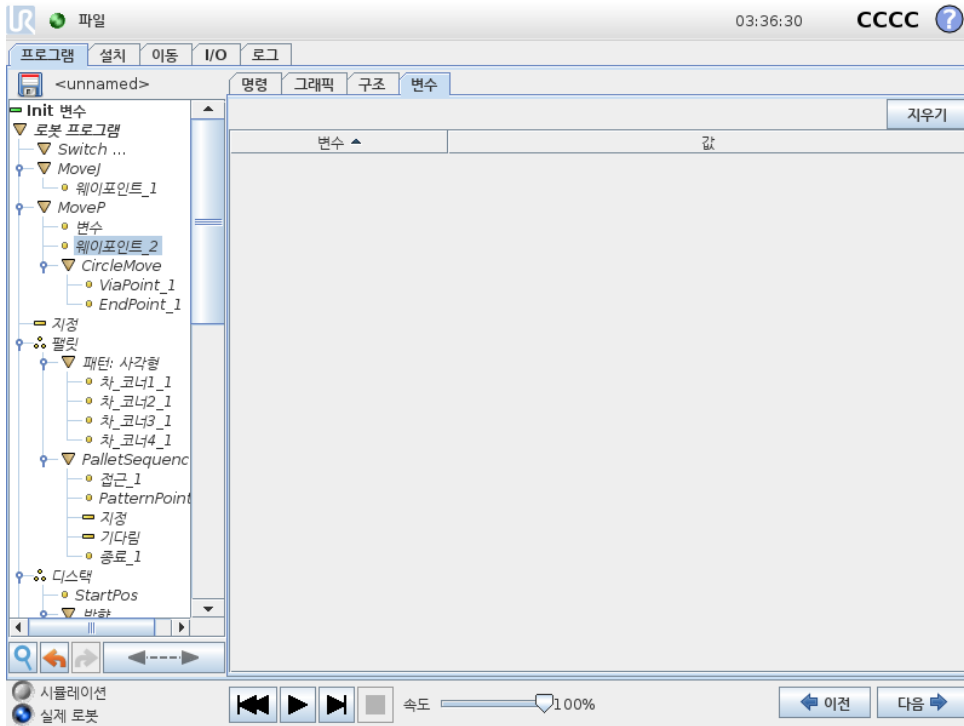 UR 파일 03:36:30 CCCC ?
프로그램 설치 이동 I/O 로그
<unnamed> 명령 그래픽 구조 변수
지우기
변수 값
Init 변수
로봇 프로그램
Switch ...
MoveJ
웨이포인트_1
MoveP
변수
웨이포인트_2
CircleMove
ViaPoint_1
EndPoint_1
지정
팔릿
패턴: 사각형
차_코너1_1
차_코너2_1
차_코너3_1
차_코너4_1
PalletSequenc
접근_1
PatternPoint
지정
기다림
종료_1
디스택
StartPos
방향
시뮬레이션
실제 로봇
속도 100% 이전 다음